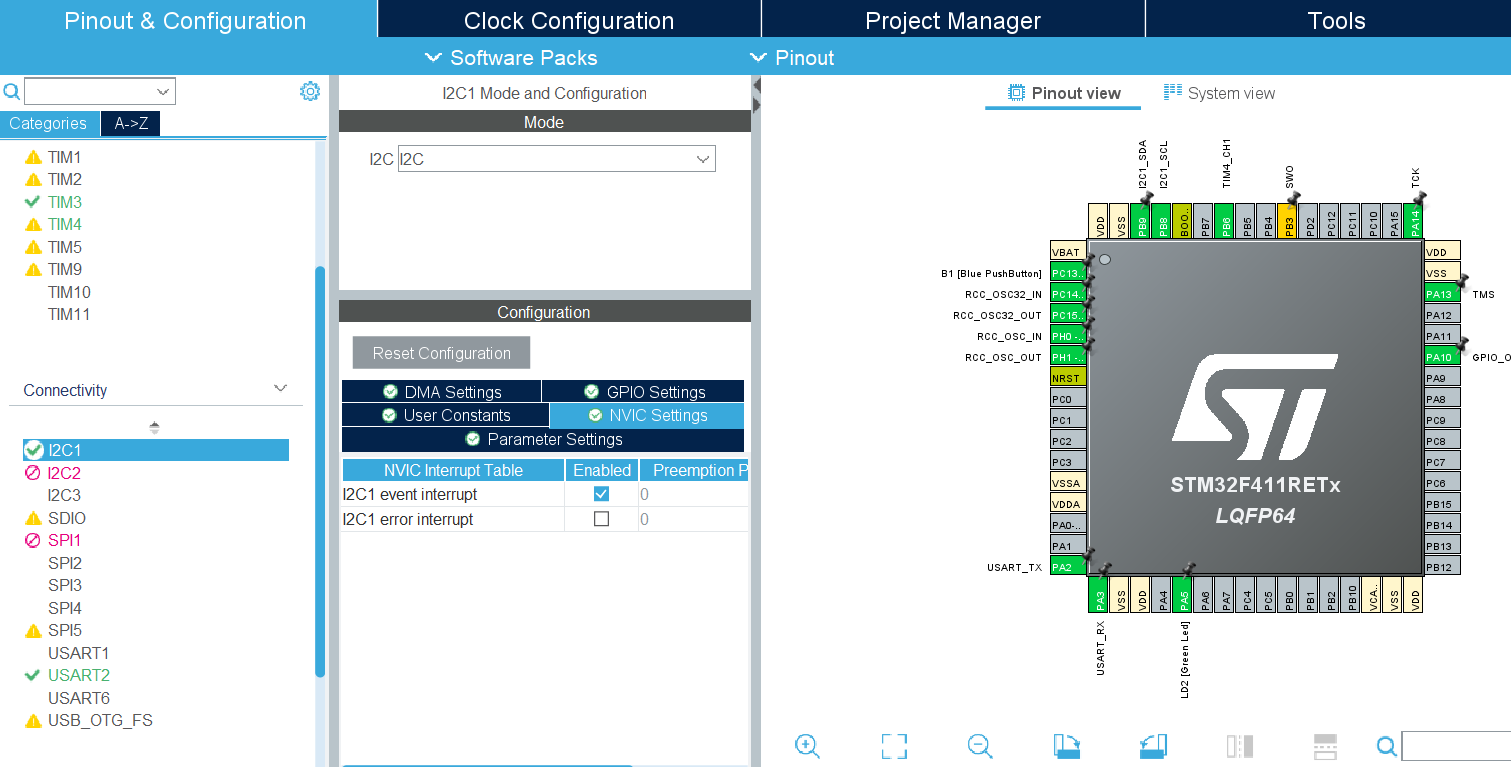 Pinout & Configuration
Clock Configuration
Project Manager
Tools
Software Packs
Pinout
Categories
A->Z
TIM1
TIM2
TIM3
TIM4
TIM5
TIM9
TIM10
TIM11
Connectivity
I2C1
I2C2
I2C3
SDIO
SPI1
SPI2
SPI3
SPI4
SPI5
USART1
USART2
USART6
USB_OTG_FS
I2C1 Mode and Configuration
Mode
I2C I2C
Configuration
Reset Configuration
DMA Settings
GPIO Settings
User Constants
NVIC Settings
Parameter Settings
NVIC Interrupt Table Enabled Preemption P
I2C1 event interrupt 0
I2C1 error interrupt 0
Pinout view
System view
I2C1_SDA
I2C1_SCL
TIM4_CH1
SWO
TCK
VDD
VSS
PB9
PB8
BOO..
PB7
PB6
PB5
PB4
PB3
PD2
PC12
PC11
PC10
PA15
PA14
VBAT
B1 [Blue PushButton] PC13..
RCC_OSC32_IN PC14..
RCC_OSC32_OUT PC15..
RCC_OSC_IN PH0 -..
RCC_OSC_OUT PH1 -..
NRST
PC0
PC1
PC2
PC3
VSSA
VDDA
PA0-..
PA1
USART_TX PA2
STM32F411RETx
LQFP64
VDD
VSS
PA13 TMS
PA12
PA11
PA10 GPIO_O
PA9
PA8
PC9
PC8
PC7
PC6
PB15
PB14
PB13
PB12
PA3
VSS
VDD
PA4
PA5
PA6
PA7
PC4
PC5
PB0
PB1
PB2
PB10
VCA..
VSS
VDD
USART_RX
LD2 [Green Led]